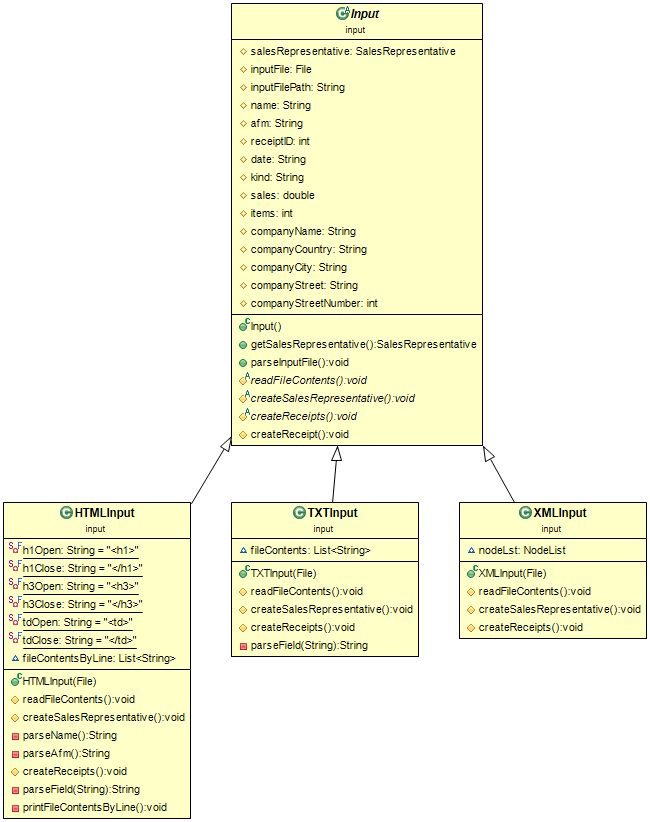 Input
input
salesRepresentative: SalesRepresentative
inputFile: File
inputFilePath: String
name: String
afm: String
receiptID: int
date: String
kind: String
sales: double
items: int
companyName: String
companyCountry: String
companyCity: String
companyStreet: String
companyStreetNumber: int
Input()
getSalesRepresentative():SalesRepresentative
parseInputFile():void
readFileContents():void
createSalesRepresentative():void
createReceipts():void
createReceipt():void
HTMLInput
input
h1Open: String = "<h1>"
h1Close: String = "</h1>"
h3Open: String = "<h3>"
h3Close: String = "</h3>"
tdOpen: String = "<td>"
tdClose: String = "</td>"
fileContentsByLine: List<String>
HTMLInput(File)
readFileContents():void
createSalesRepresentative():void
parseName():String
parseAfm():String
createReceipts():void
parseField(String):String
printFileContentsByLine():void
TXTInput
input
fileContents: List<String>
TXTInput(File)
readFileContents():void
createSalesRepresentative():void
createReceipts():void
parseField(String):String
XMLInput
input
nodeLst: NodeList
XMLInput(File)
readFileContents():void
createSalesRepresentative():void
createReceipts():void